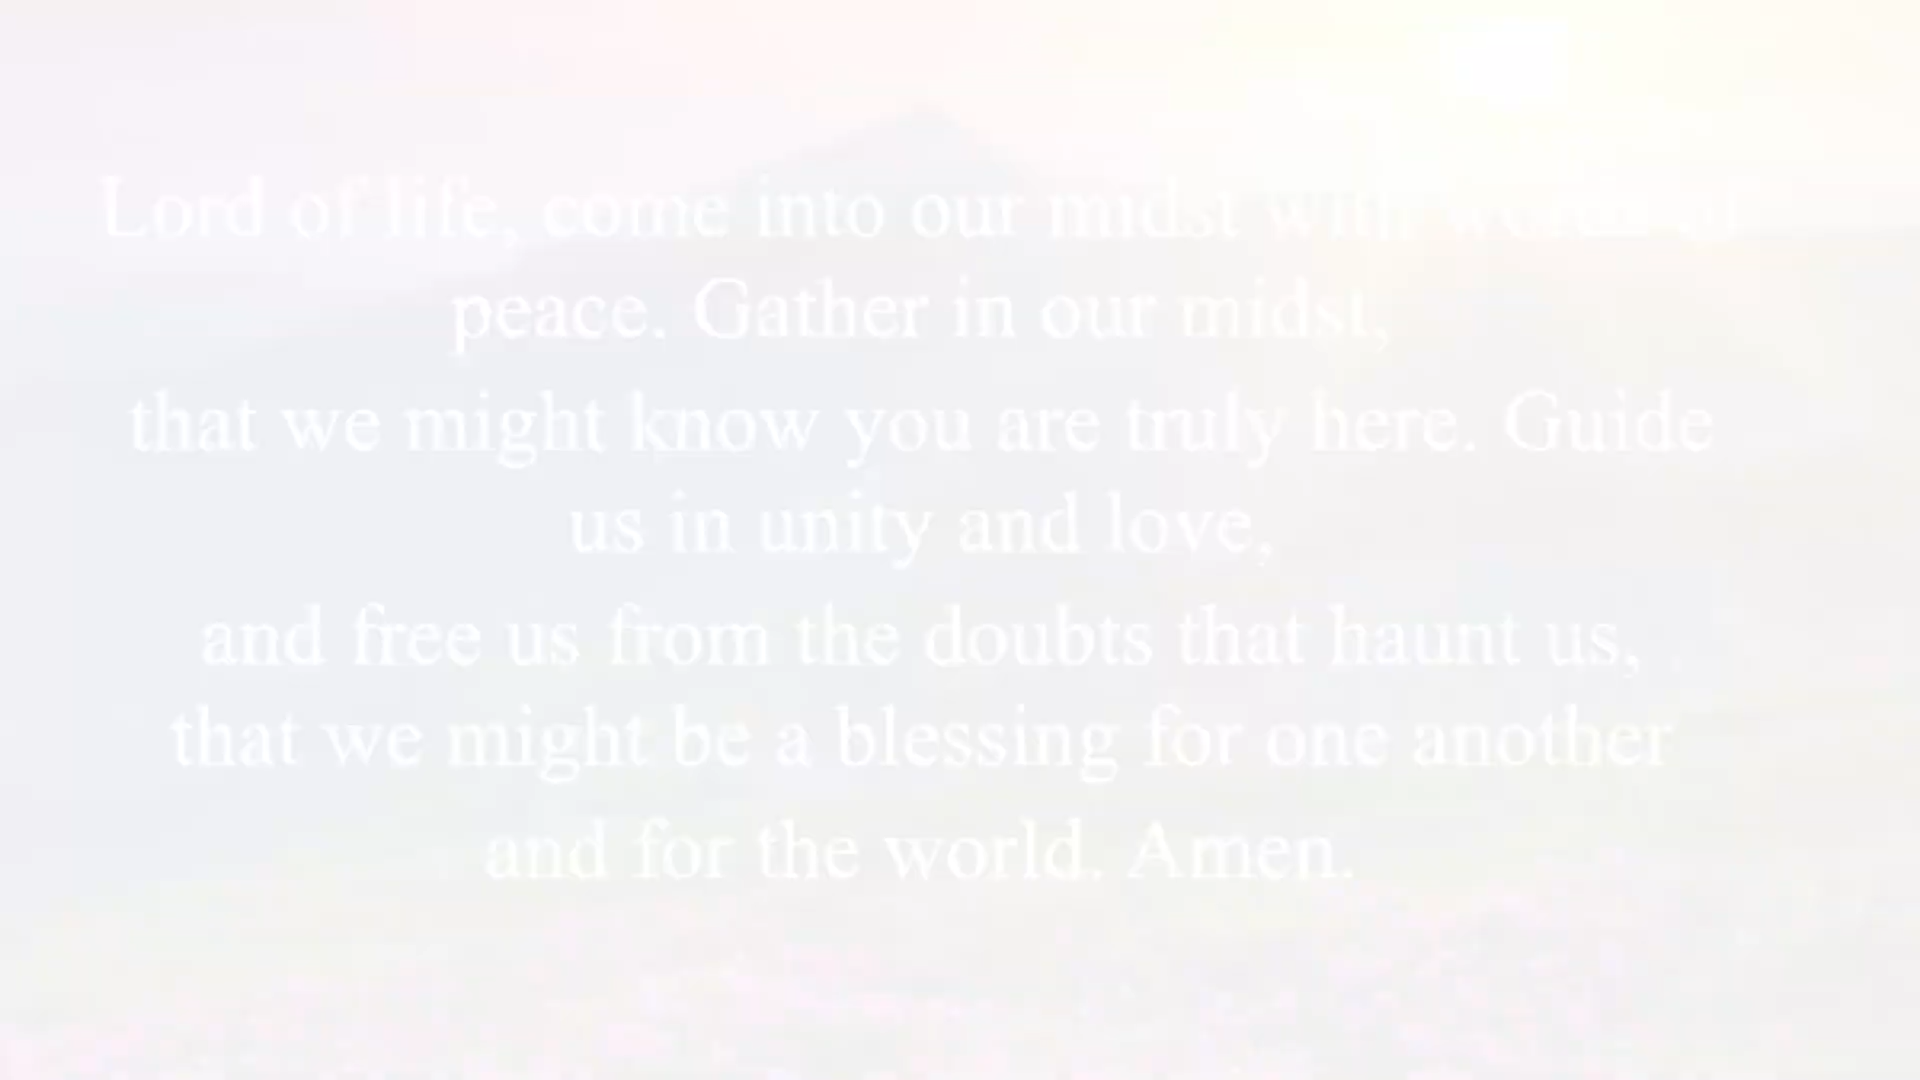 Lord of life, come into our midst with words of
peace. Gather in our midst,
that we might know you are truly here. Guide
us in unity and love,
and free us from the doubts that haunt us,
that we might be a blessing for one another
and for the world. Amen.